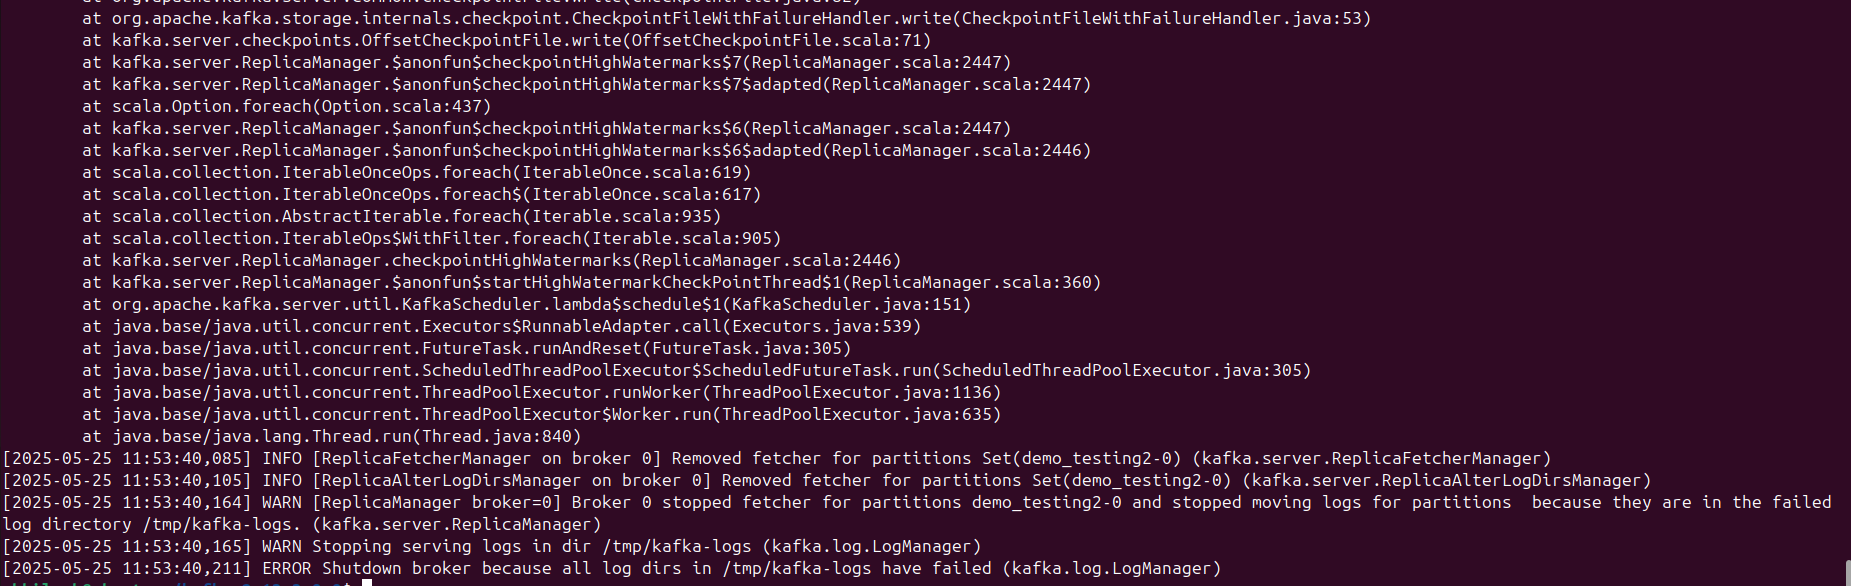 at org.apache.kafka.storage.internals.checkpoint.CheckpointFileWithFailureHandler.write(CheckpointFileWithFailureHandler.java:53)
at kafka.server.checkpoints.OffsetCheckpointFile.write(OffsetCheckpointFile.scala:71)
at kafka.server.ReplicaManager.$anonfun$checkpointHighWatermarks$7(ReplicaManager.scala:2447)
at kafka.server.ReplicaManager.$anonfun$checkpointHighWatermarks$7$adapted(ReplicaManager.scala:2447)
at scala.Option.foreach(Option.scala:437)
at kafka.server.ReplicaManager.$anonfun$checkpointHighWatermarks$6(ReplicaManager.scala:2447)
at kafka.server.ReplicaManager.$anonfun$checkpointHighWatermarks$6$adapted(ReplicaManager.scala:2446)
at scala.collection.IterableOnceOps.foreach(IterableOnce.scala:619)
at scala.collection.IterableOnceOps.foreach$(IterableOnce.scala:617)
at scala.collection.AbstractIterable.foreach(Iterable.scala:935)
at scala.collection.IterableOps$WithFilter.foreach(Iterable.scala:905)
at kafka.server.ReplicaManager.checkpointHighWatermarks(ReplicaManager.scala:2446)
at kafka.server.ReplicaManager.$anonfun$startHighWatermarkCheckPointThread$1(ReplicaManager.scala:360)
at org.apache.kafka.server.util.KafkaScheduler.lambda$schedule$1(KafkaScheduler.java:151)
at java.base/java.util.concurrent.Executors$RunnableAdapter.call(Executors.java:539)
at java.base/java.util.concurrent.FutureTask.runAndReset(FutureTask.java:305)
at java.base/java.util.concurrent.ScheduledThreadPoolExecutor$ScheduledFutureTask.run(ScheduledThreadPoolExecutor.java:305)
at java.base/java.util.concurrent.ThreadPoolExecutor.runWorker(ThreadPoolExecutor.java:1136)
at java.base/java.util.concurrent.ThreadPoolExecutor$Worker.run(ThreadPoolExecutor.java:635)
at java.base/java.lang.Thread.run(Thread.java:840)
[2025-05-25 11:53:40,085] INFO [ReplicaFetcherManager on broker 0] Removed fetcher for partitions Set(demo_testing2-0) (kafka.server.ReplicaFetcherManager)
[2025-05-25 11:53:40,105] INFO [ReplicaAlterLogDirsManager on broker 0] Removed fetcher for partitions Set(demo_testing2-0) (kafka.server.ReplicaAlterLogDirsManager)
[2025-05-25 11:53:40,164] WARN [ReplicaManager broker=0] Broker 0 stopped fetcher for partitions demo_testing2-0 and stopped moving logs for partitions  because they are in the failed
log directory /tmp/kafka-logs. (kafka.server.ReplicaManager)
[2025-05-25 11:53:40,165] WARN Stopping serving logs in dir /tmp/kafka-logs (kafka.log.LogManager)
[2025-05-25 11:53:40,211] ERROR Shutdown broker because all log dirs in /tmp/kafka-logs have failed (kafka.log.LogManager)